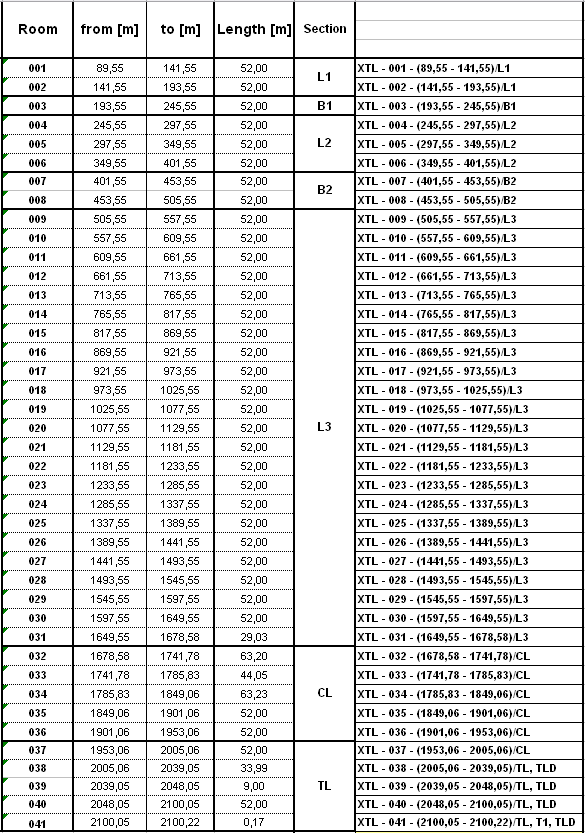 Room from [m] to [m] Length [m] Section
001 89,55 141,55 52,00 L1 XTL - 001 - (89,55 - 141,55)/L1
002 141,55 193,55 52,00 XTL - 002 - (141,55 - 193,55)/L1
003 193,55 245,55 52,00 B1 XTL - 003 - (193,55 - 245,55)/B1
004 245,55 297,55 52,00 XTL - 004 - (245,55 - 297,55)/L2
005 297,55 349,55 52,00 L2 XTL - 005 - (297,55 - 349,55)/L2
006 349,55 401,55 52,00 XTL - 006 - (349,55 - 401,55)/L2
007 401,55 453,55 52,00 B2 XTL - 007 - (401,55 - 453,55)/B2
008 453,55 505,55 52,00 XTL - 008 - (453,55 - 505,55)/B2
009 505,55 557,55 52,00 XTL - 009 - (505,55 - 557,55)/L3
010 557,55 609,55 52,00 XTL - 010 - (557,55 - 609,55)/L3
011 609,55 661,55 52,00 XTL - 011 - (609,55 - 661,55)/L3
012 661,55 713,55 52,00 XTL - 012 - (661,55 - 713,55)/L3
013 713,55 765,55 52,00 XTL - 013 - (713,55 - 765,55)/L3
014 765,55 817,55 52,00 XTL - 014 - (765,55 - 817,55)/L3
015 817,55 869,55 52,00 XTL - 015 - (817,55 - 869,55)/L3
016 869,55 921,55 52,00 XTL - 016 - (869,55 - 921,55)/L3
017 921,55 973,55 52,00 XTL - 017 - (921,55 - 973,55)/L3
018 973,55 1025,55 52,00 XTL - 018 - (973,55 - 1025,55)/L3
019 1025,55 1077,55 52,00 XTL - 019 - (1025,55 - 1077,55)/L3
020 1077,55 1129,55 52,00 L3 XTL - 020 - (1077,55 - 1129,55)/L3
021 1129,55 1181,55 52,00 XTL - 021 - (1129,55 - 1181,55)/L3
022 1181,55 1233,55 52,00 XTL - 022 - (1181,55 - 1233,55)/L3
023 1233,55 1285,55 52,00 XTL - 023 - (1233,55 - 1285,55)/L3
024 1285,55 1337,55 52,00 XTL - 024 - (1285,55 - 1337,55)/L3
025 1337,55 1389,55 52,00 XTL - 025 - (1337,55 - 1389,55)/L3
026 1389,55 1441,55 52,00 XTL - 026 - (1389,55 - 1441,55)/L3
027 1441,55 1493,55 52,00 XTL - 027 - (1441,55 - 1493,55)/L3
028 1493,55 1545,55 52,00 XTL - 028 - (1493,55 - 1545,55)/L3
029 1545,55 1597,55 52,00 XTL - 029 - (1545,55 - 1597,55)/L3
030 1597,55 1649,55 52,00 XTL - 030 - (1597,55 - 1649,55)/L3
031 1649,55 1678,58 29,03 XTL - 031 - (1649,55 - 1678,58)/L3
032 1678,58 1741,78 63,20 XTL - 032 - (1678,58 - 1741,78)/CL
033 1741,78 1785,83 44,05 XTL - 033 - (1741,78 - 1785,83)/CL
034 1785,83 1849,06 63,23 CL XTL - 034 - (1785,83 - 1849,06)/CL
035 1849,06 1901,06 52,00 XTL - 035 - (1849,06 - 1901,06)/CL
036 1901,06 1953,06 52,00 XTL - 036 - (1901,06 - 1953,06)/CL
037 1953,06 2005,06 52,00 XTL - 037 - (1953,06 - 2005,06)/CL
038 2005,06 2039,05 33,99 XTL - 038 - (2005,06 - 2039,05)/TL, TLD
039 2039,05 2048,05 9,00 TL XTL - 039 - (2039,05 - 2048,05)/TL, TLD
040 2048,05 2100,05 52,00 XTL - 040 - (2048,05 - 2100,05)/TL, TLD
041 2100,05 2100,22 0,17 XTL - 041 - (2100,05 - 2100,22)/TL, T1, TLD